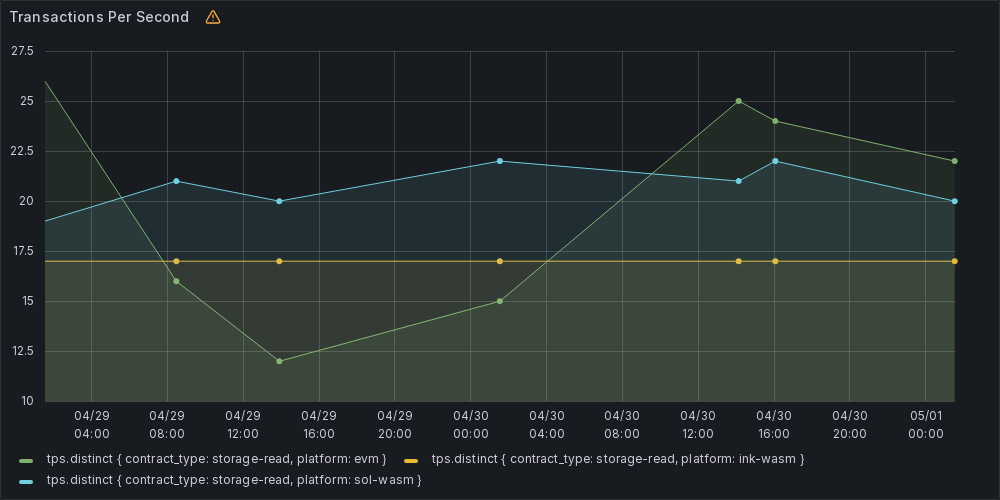 Transactions Per Second
27.5
25
22.5
20
17.5
15
12.5
10
04/29 04/29 04/29 04/29 04/29 04/30 04/30 04/30 04/30 04/30 04/30 05/01
04:00 08:00 12:00 16:00 20:00 00:00 04:00 08:00 12:00 16:00 20:00 00:00
tps.distinct { contract_type: storage-read, platform: evm } tps.distinct { contract_type: storage-read, platform: ink-wasm }
tps.distinct { contract_type: storage-read, platform: sol-wasm }